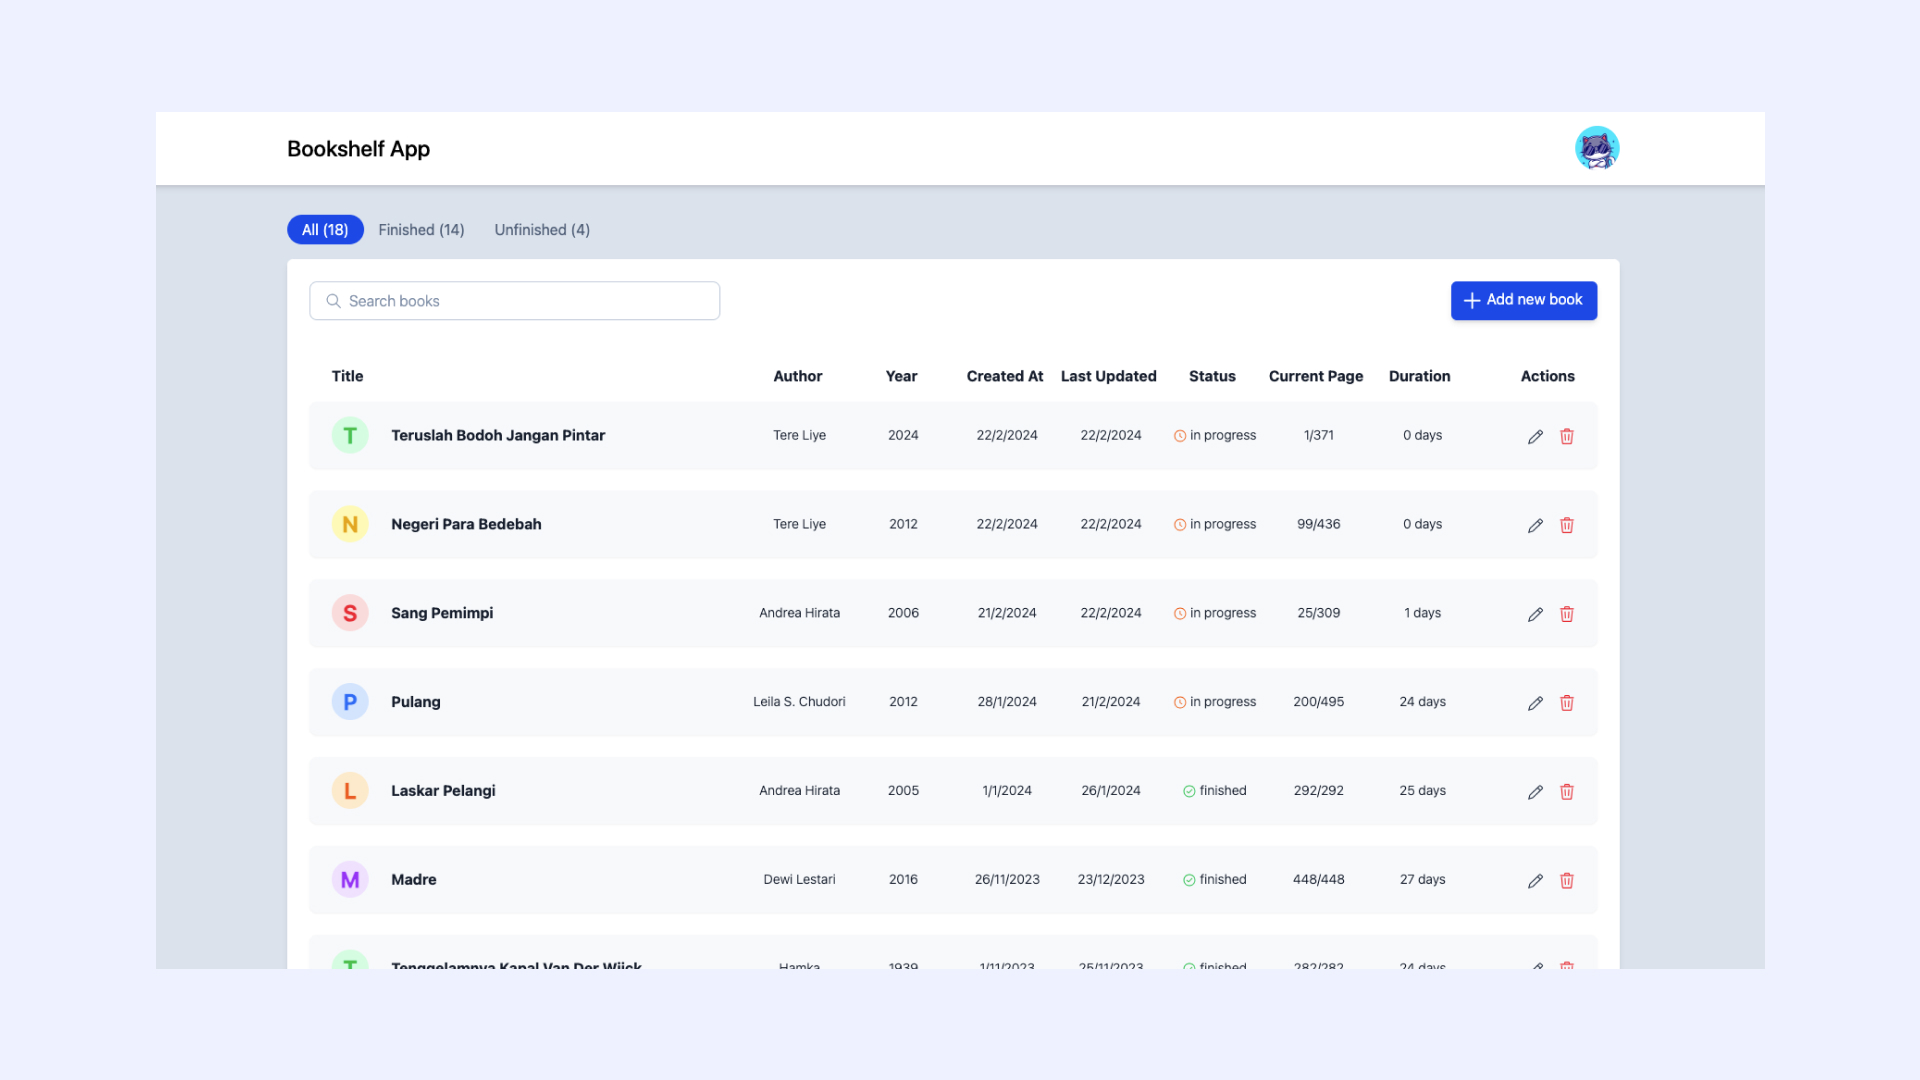 Bookshelf App
All (18) Finished (14) Unfinished (4)
Search books
Add new book
Title Author Year Created At Last Updated Status Current Page Duration Actions
T Teruslah Bodoh Jangan Pintar Tere Liye 2024 22/2/2024 22/2/2024 in progress 1/371 0 days
N Negeri Para Bedebah Tere Liye 2012 22/2/2024 22/2/2024 in progress 99/436 0 days
S Sang Pemimpi Andrea Hirata 2006 21/2/2024 22/2/2024 in progress 25/309 1 days
P Pulang Leila S. Chudori 2012 28/1/2024 21/2/2024 in progress 200/495 24 days
L Laskar Pelangi Andrea Hirata 2005 1/1/2024 26/1/2024 finished 292/292 25 days
M Madre Dewi Lestari 2016 26/11/2023 23/12/2023 finished 448/448 27 days
T Tenggelamnya Kapal Van Der Wijck Hamka 1939 1/11/2023 25/11/2023 finished 282/282 24 days